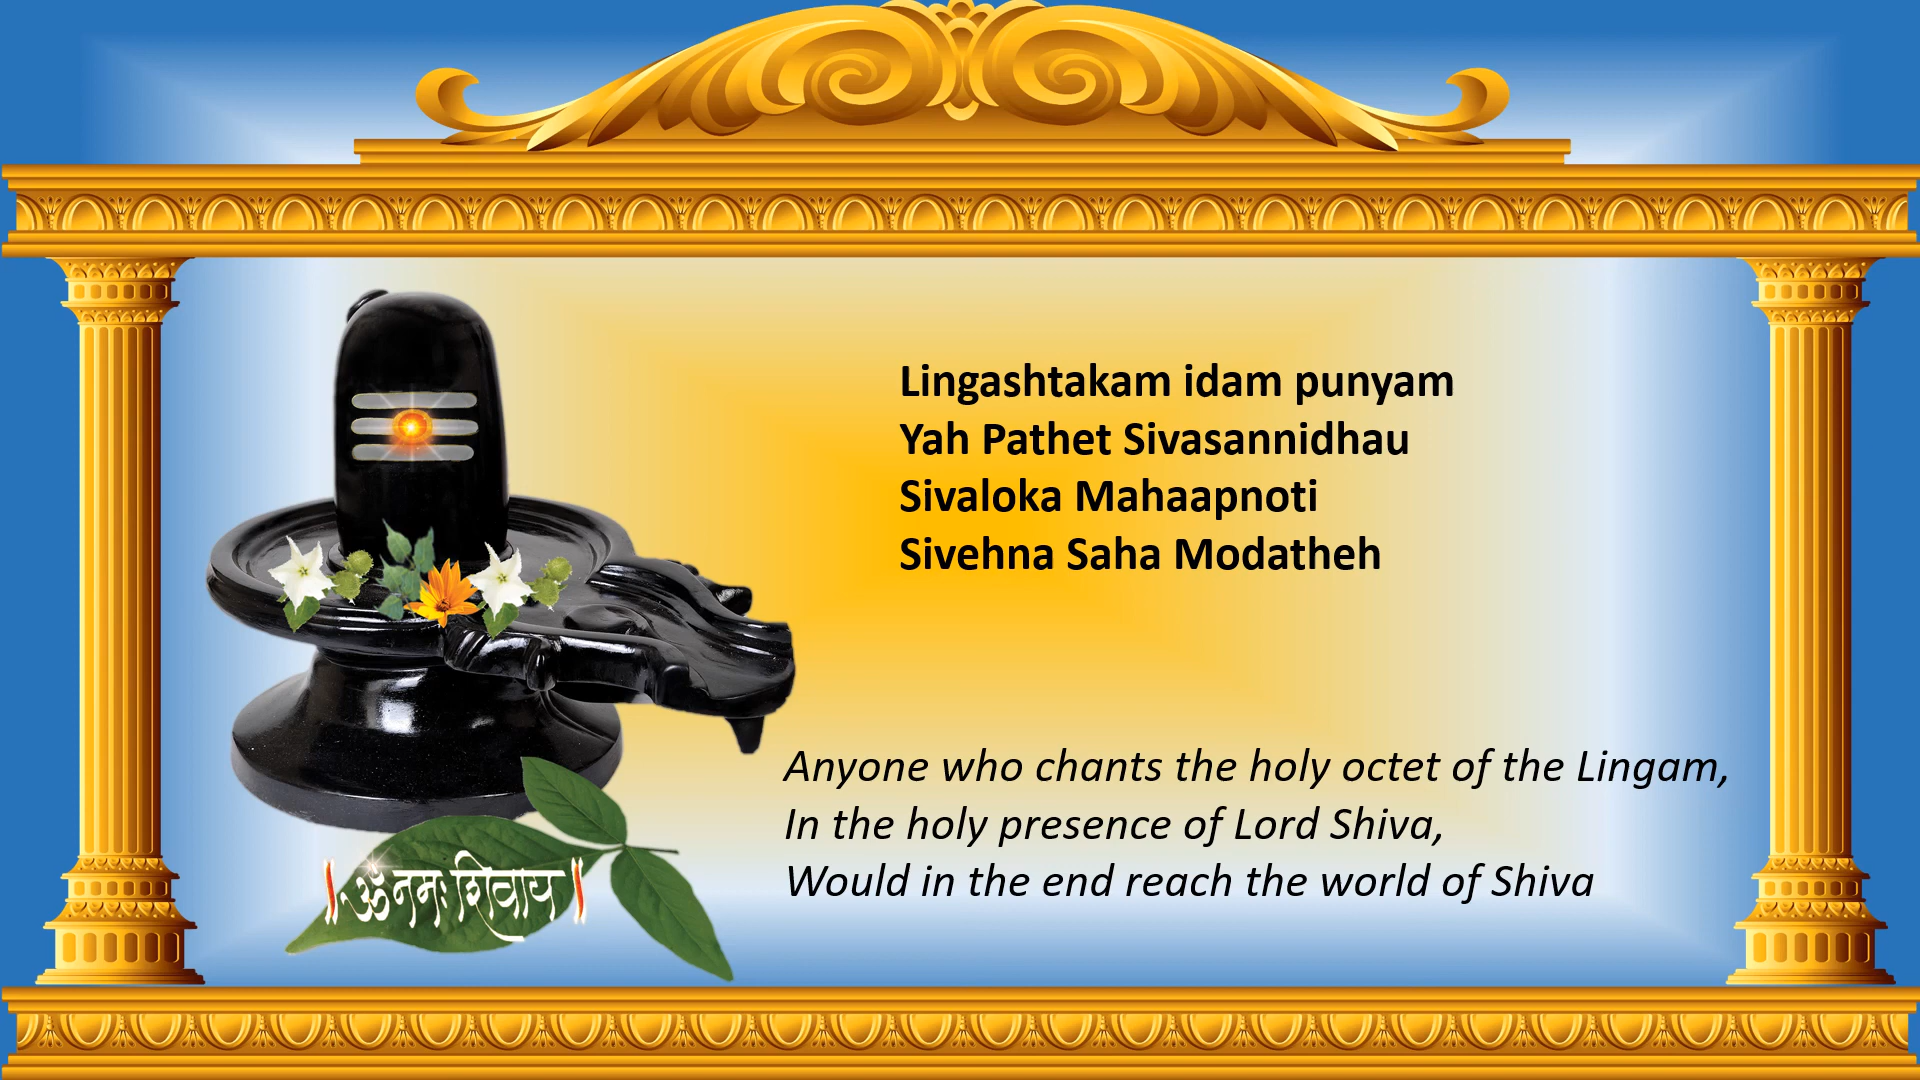 Lingashtakam idam punyam
Yah Pathet Sivasannidhau
Sivaloka Mahaapnoti
Sivehna Saha Modatheh
Anyone who chants the holy octet of the Lingam,
In the holy presence of Lord Shiva,
Would in the end reach the world of Shiva
॥ ॐ नमः शिवाय ॥